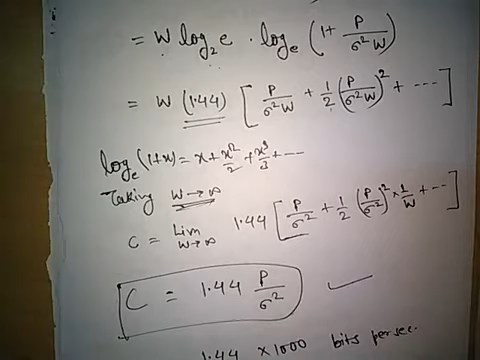 = W log₂e · logₑ (1 + P/σ²W)
= W (1.44) [P/σ²W + 1/2 (P/σ²W)² + ---]
logₑ(1+x) = x + x²/2 + x³/3 + ---
Taking W → ∞
C = Lim W→∞ 1.44 [P/σ² + 1/2 (P/σ²)² × 1/W + ---]
C = 1.44 P/σ²
1.44 × 1000 bits per sec.